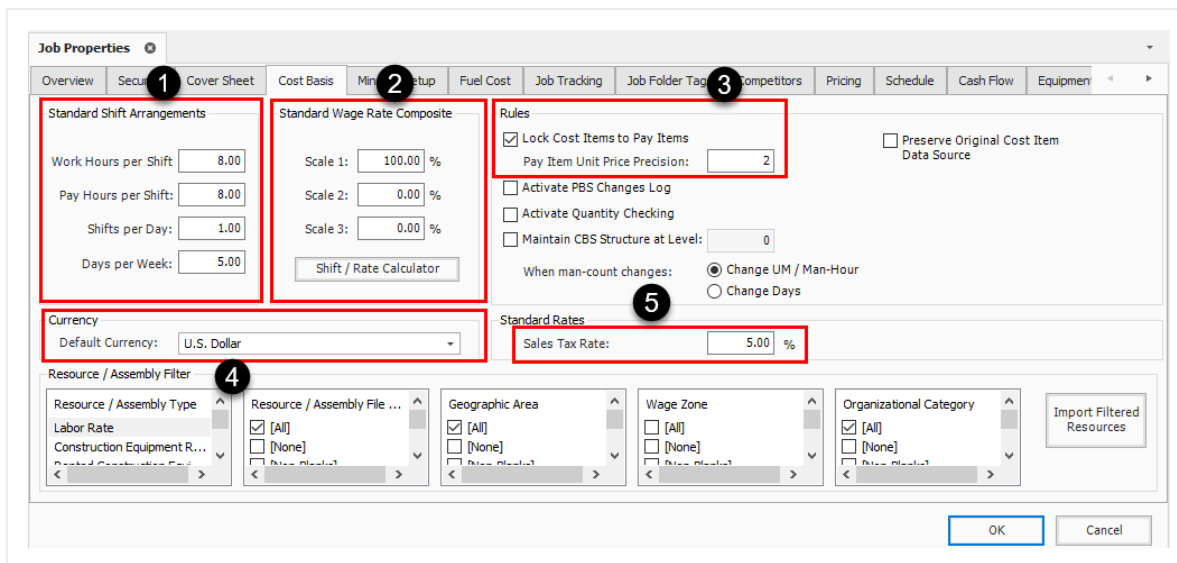 Job Properties
Overview Secu 1 Cover Sheet Cost Basis Min 2 tup Fuel Cost Job Tracking Job Folder Tag 3 Competitors Pricing Schedule Cash Flow Equipmen
Standard Shift Arrangements
Work Hours per Shift 8.00
Pay Hours per Shift: 8.00
Shifts per Day: 1.00
Days per Week: 5.00
Standard Wage Rate Composite
Scale 1: 100.00 %
Scale 2: 0.00 %
Scale 3: 0.00 %
Shift / Rate Calculator
Rules
Lock Cost Items to Pay Items
Pay Item Unit Price Precision: 2
Activate PBS Changes Log
Activate Quantity Checking
Maintain CBS Structure at Level: 0
When man-count changes: Change UM / Man-Hour
Change Days
Preserve Original Cost Item
Data Source
Currency
Default Currency: U.S. Dollar
4
5
Standard Rates
Sales Tax Rate: 5.00 %
Resource / Assembly Filter
Resource / Assembly Type
Labor Rate
Construction Equipment R...
Resource / Assembly File ...
[All]
[None]
Geographic Area
[All]
[None]
Wage Zone
[All]
[None]
Organizational Category
[All]
[None]
Import Filtered
Resources
OK Cancel